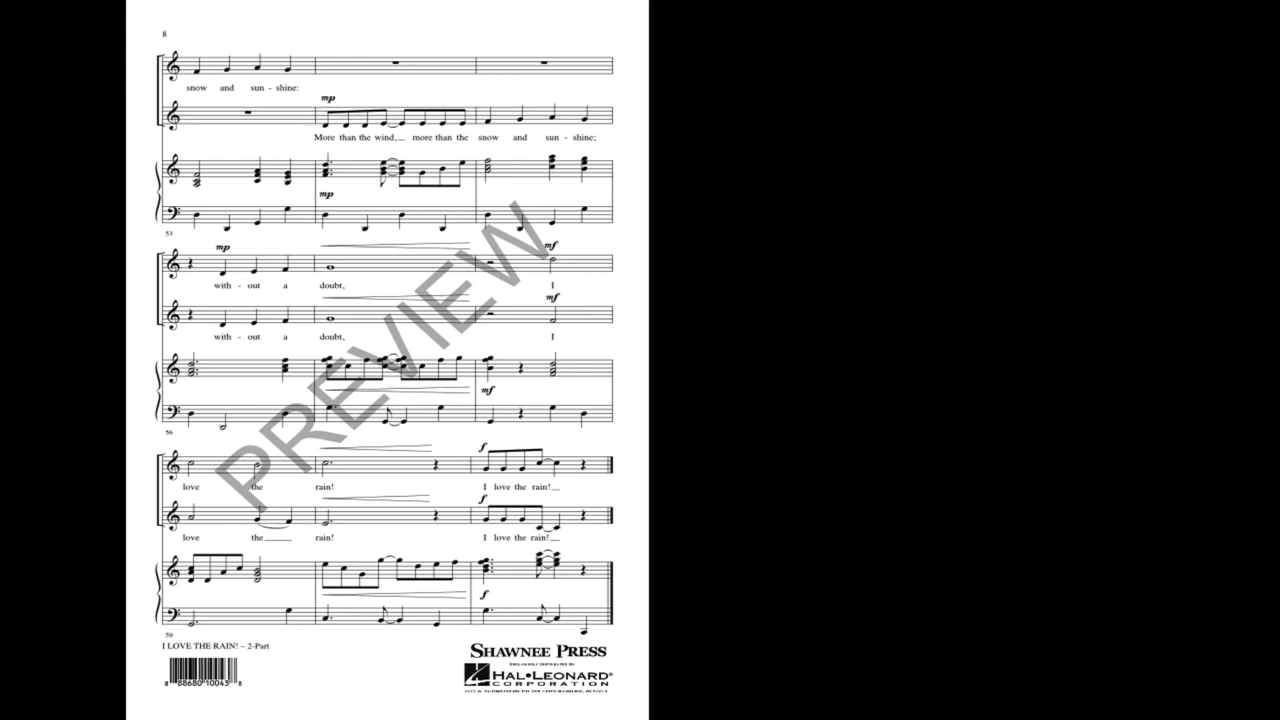 8
snow and sun - shine:
mp
More than the wind, more than the snow and sun - shine;
mp
53
mp
mf
with - out a doubt, I
mf
with - out a doubt, I
mf
56
f
love the rain! I love the rain!
f
love the rain! I love the rain!
f
59
I LOVE THE RAIN! – 2-Part
SHAWNEE PRESS
EXCLUSIVELY DISTRIBUTED BY
HAL•LEONARD®
CORPORATION
8 88680 10043 8
PREVIEW